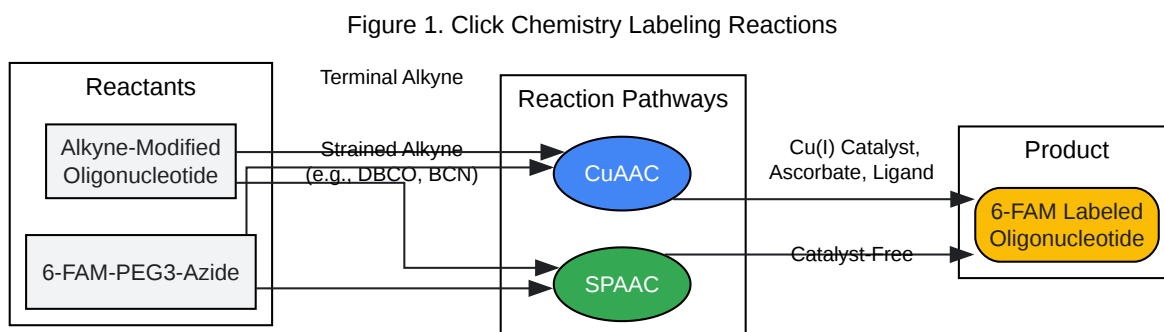 Figure 1. Click Chemistry Labeling Reactions
Reactants
Alkyne-Modified
Oligonucleotide
6-FAM-PEG3-Azide
Terminal Alkyne
Strained Alkyne
(e.g., DBCO, BCN)
Reaction Pathways
CuAAC
SPAAC
Cu(I) Catalyst,
Ascorbate, Ligand
Catalyst-Free
Product
6-FAM Labeled
Oligonucleotide